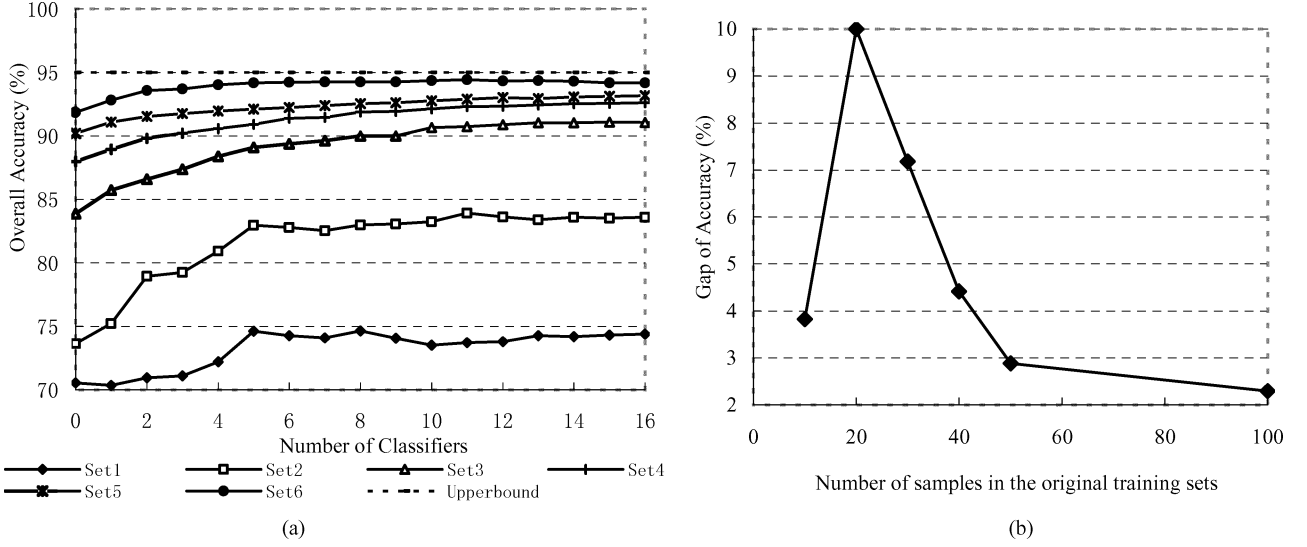 100
95
90
85
80
75
70
Overall Accuracy (%)
0 2 4 6 8 10 12 14 16
Number of Classifiers
Set1 Set2 Set3 Set4
Set5 Set6 Upperbound
(a)
10
9
8
7
6
5
4
3
2
Gap of Accuracy (%)
0 20 40 60 80 100
Number of samples in the original training sets
(b)